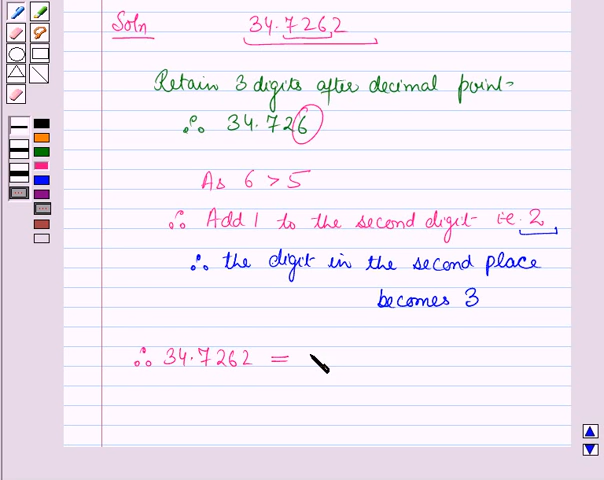 Soln 34.7262
Retain 3 digits after decimal point
∴ 34.726
As 6 > 5
∴ Add 1 to the second digit i.e. 2
∴ the digit in the second place
becomes 3
∴ 34.7262 =